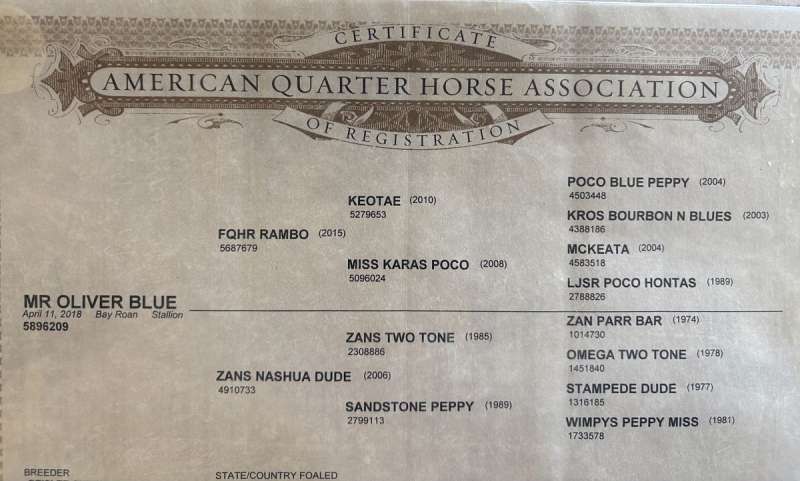 CERTIFICATE
AMERICAN QUARTER HORSE ASSOCIATION
OF REGISTRATION
POCO BLUE PEPPY (2004)
4503448
KEOTAE (2010)
5279653
KROS BOURBON N BLUES (2003)
4388186
FQHR RAMBO (2015)
5687679
MCKEATA (2004)
4583518
MISS KARAS POCO (2008)
5096024
LJSR POCO HONTAS (1989)
2788826
MR OLIVER BLUE
April 11, 2018 Bay Roan Stallion
5896209
ZAN PARR BAR (1974)
1014730
ZANS TWO TONE (1985)
2308886
OMEGA TWO TONE (1978)
1451840
ZANS NASHUA DUDE (2006)
4910733
STAMPEDE DUDE (1977)
1316185
SANDSTONE PEPPY (1989)
2799113
WIMPYS PEPPY MISS (1981)
1733578
BREEDER
STATE/COUNTRY FOALED